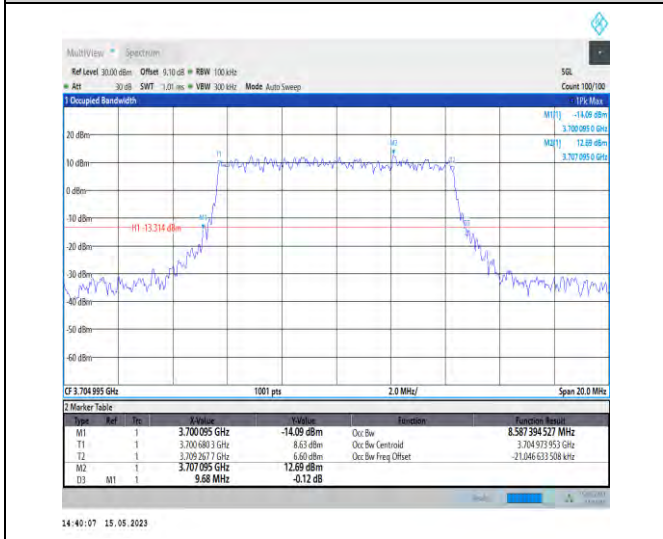 MultiView Spectrum
Ref Level 30.00 dBm Offset 9.10 dB RBW 100 kHz SGL
Att 30 dB SWT 1.01 ms VBW 300 kHz Mode Auto Sweep Count 100/100
1 Occupied Bandwidth 1Pk Max
M1[1] -14.09 dBm
3.700 095 0 GHz
M2[1] 12.69 dBm
3.707 095 0 GHz
20 dBm
M2
T1
10 dBm
0 dBm
-10 dBm
H1 -13.314 dBm
-20 dBm
-30 dBm
-40 dBm
-50 dBm
-60 dBm
CF 3.704 995 GHz 1001 pts 2.0 MHz/ Span 20.0 MHz
2 Marker Table
Type Ref Trc X-Value Y-Value Function Function Result
M1 1 3.700 095 GHz -14.09 dBm Occ Bw 8.587 394 527 MHz
T1 1 3.700 680 3 GHz 8.63 dBm Occ Bw Centroid 3.704 973 953 GHz
T2 1 3.709 267 7 GHz 6.60 dBm Occ Bw Freq Offset -21.046 633 508 kHz
M2 1 3.707 095 GHz 12.69 dBm
D3 M1 1 9.68 MHz -0.12 dB
14:40:07 15.05.2023